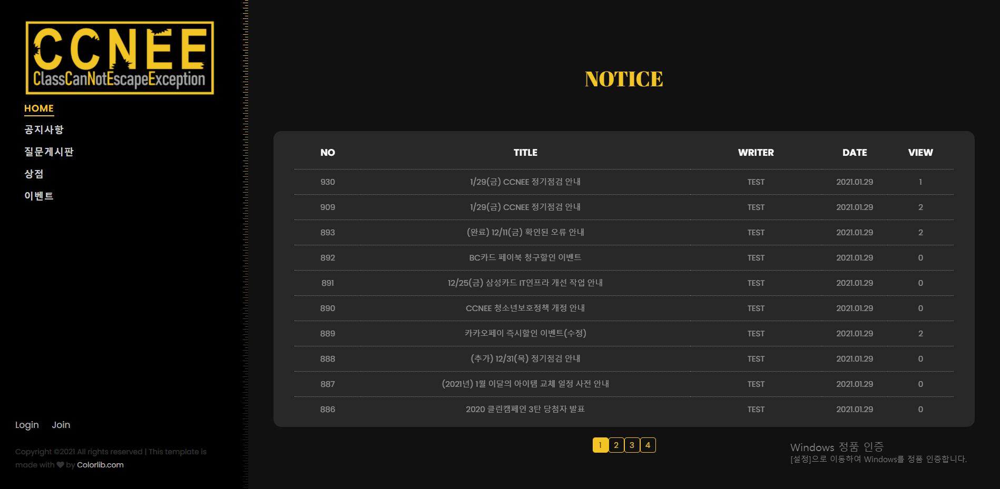 CCNEE
ClassCanNotEscapeException
HOME
공지사항
질문게시판
상점
이벤트
Login Join
Copyright ©2021 All rights reserved | This template is
made with ♥ by Colorlib.com
NOTICE
NO TITLE WRITER DATE VIEW
930 1/29(금) CCNEE 정기점검 안내 TEST 2021.01.29 1
909 1/29(금) CCNEE 정기점검 안내 TEST 2021.01.29 2
893 (완료) 12/11(금) 확인된 오류 안내 TEST 2021.01.29 2
892 BC카드 페이북 청구할인 이벤트 TEST 2021.01.29 0
891 12/25(금) 삼성카드 IT인프라 개선 작업 안내 TEST 2021.01.29 0
890 CCNEE 청소년보호정책 개정 안내 TEST 2021.01.29 0
889 카카오페이 즉시할인 이벤트(수정) TEST 2021.01.29 2
888 (추가) 12/31(목) 정기점검 안내 TEST 2021.01.29 0
887 (2021년) 1월 이달의 아이템 교체 일정 사전 안내 TEST 2021.01.29 0
886 2020 클린캠페인 3탄 당첨자 발표 TEST 2021.01.29 0
1 2 3 4
Windows 정품 인증
[설정]으로 이동하여 Windows를 정품 인증합니다.